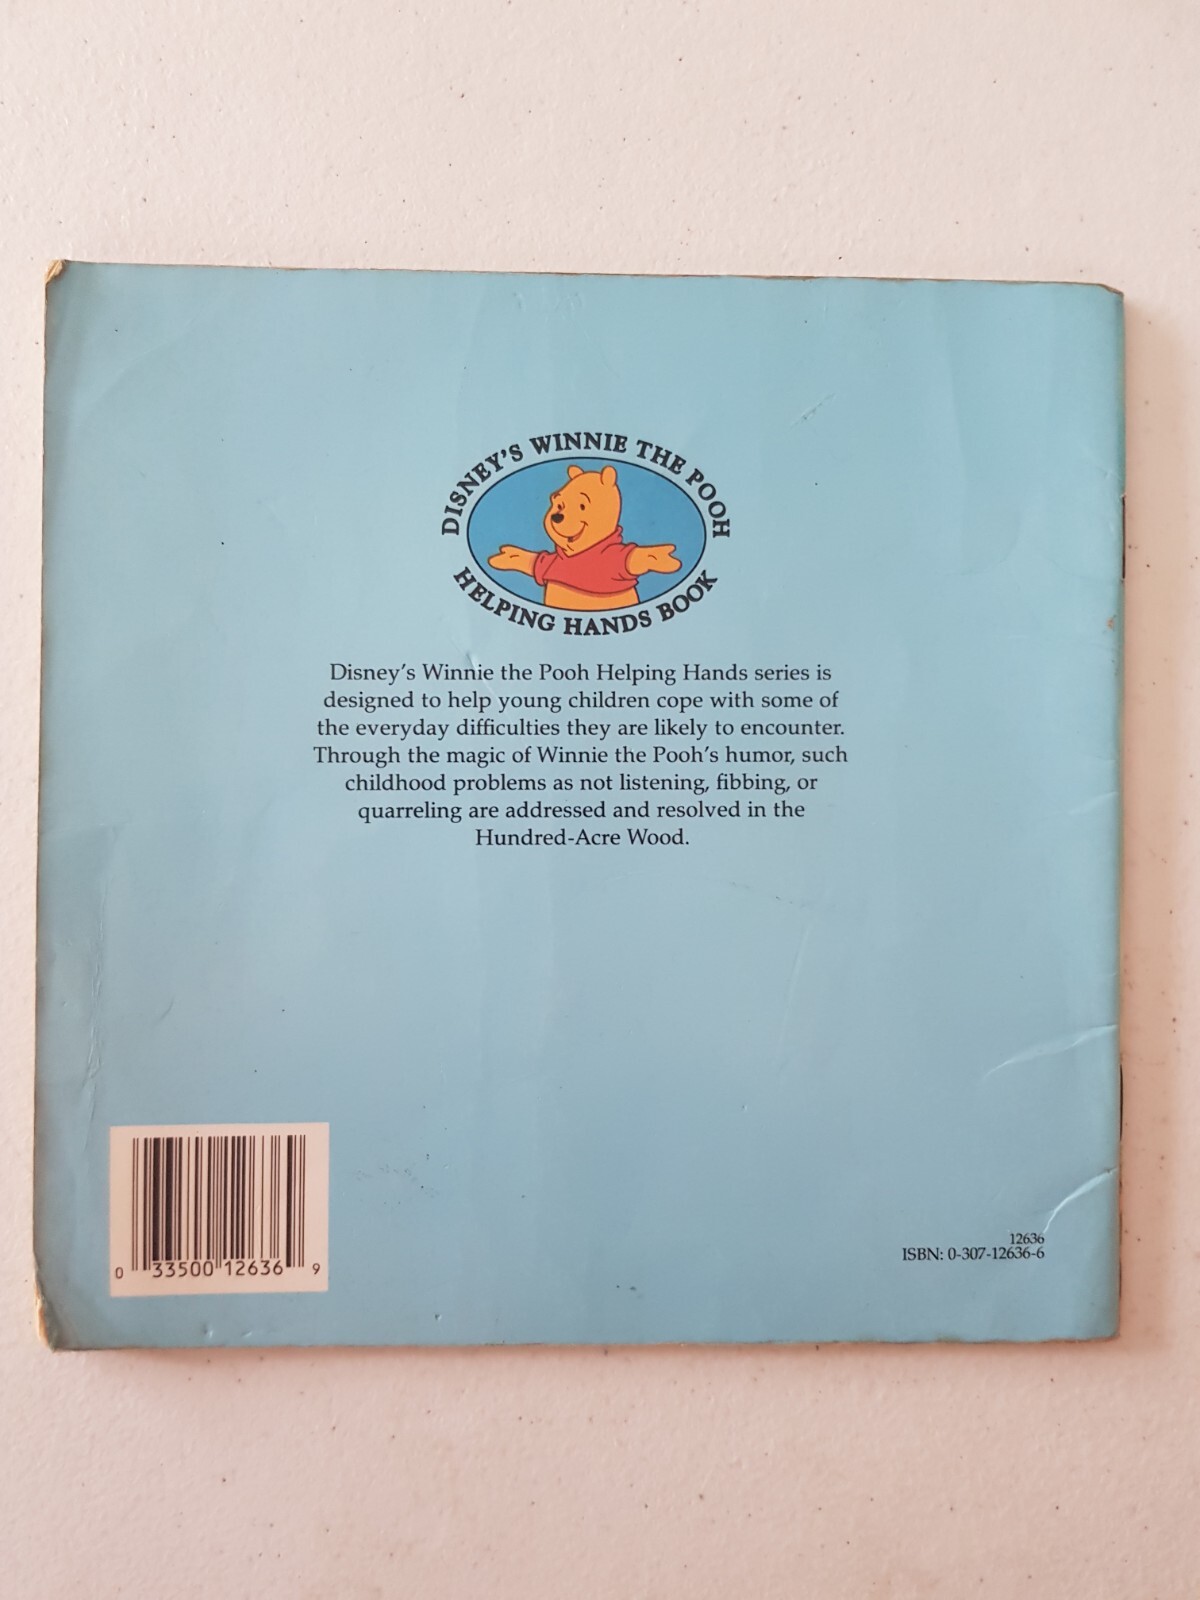 DISNEY'S WINNIE THE POOH
HELPING HANDS BOOK
Disney's Winnie the Pooh Helping Hands series is
designed to help young children cope with some of
the everyday difficulties they are likely to encounter.
Through the magic of Winnie the Pooh's humor, such
childhood problems as not listening, fibbing, or
quarreling are addressed and resolved in the
Hundred-Acre Wood.
0 33500 12636 9
12636
ISBN: 0-307-12636-6